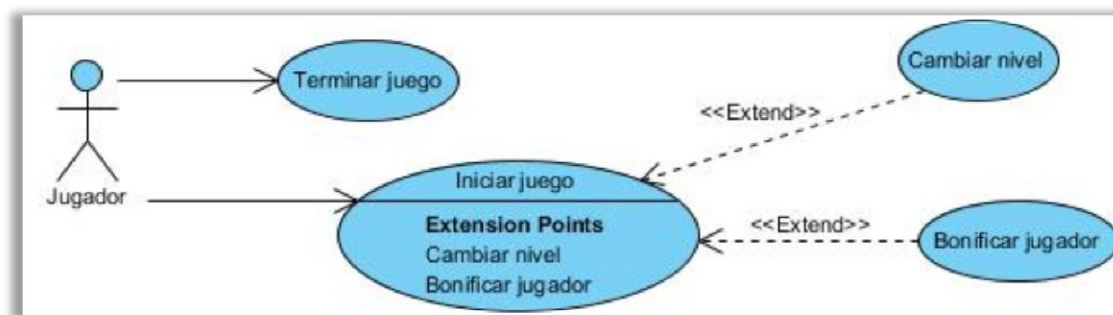 Terminar juego
Cambiar nivel
<<Extend>>
Jugador
Iniciar juego
Extension Points
Cambiar nivel
Bonificar jugador
<<Extend>>
Bonificar jugador